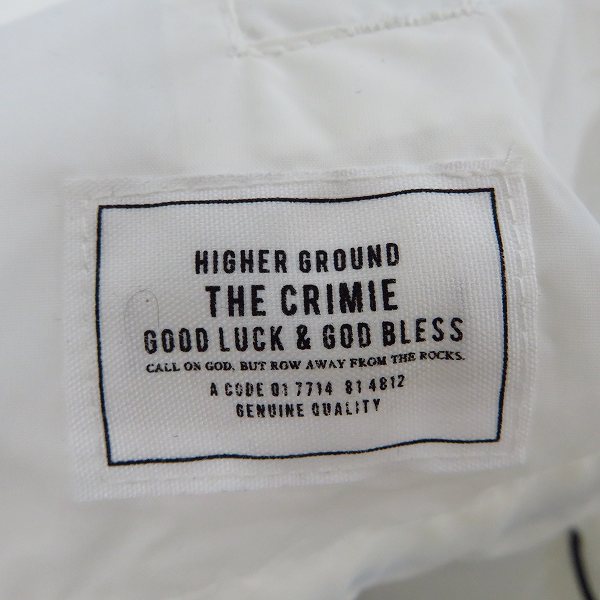 HIGHER GROUND
THE CRIMIE
GOOD LUCK & GOD BLESS
CALL ON GOD, BUT ROW AWAY FROM THE ROCKS.
A CODE 01 7714 81 4812
GENUINE QUALITY